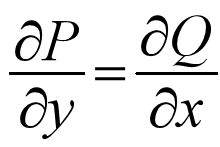 ∂P/∂y = ∂Q/∂x